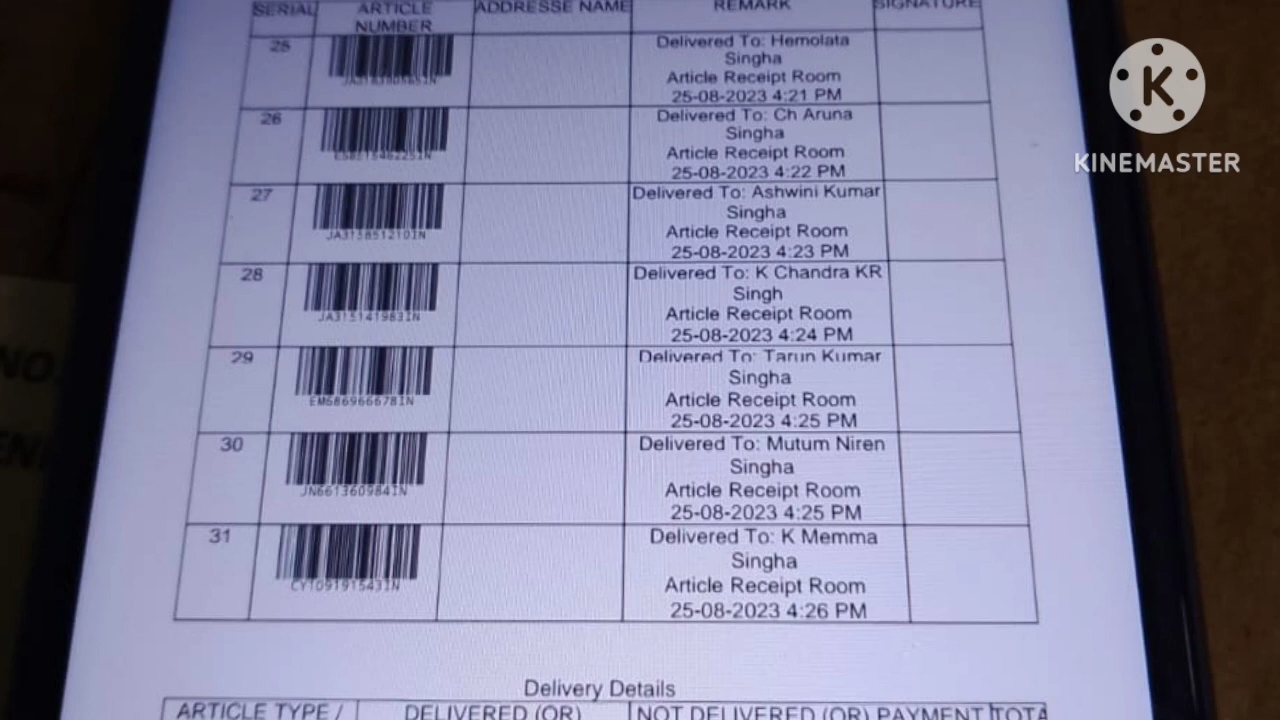 SERIAL ARTICLE NUMBER ADDRESSE NAME REMARK SIGNATURE
25 Delivered To: Hemolata
Singha
Article Receipt Room
25-08-2023 4:21 PM
26 Delivered To: Ch Aruna
Singha
Article Receipt Room
25-08-2023 4:22 PM
27 Delivered To: Ashwini Kumar
Singha
JA315851210IN Article Receipt Room
25-08-2023 4:23 PM
28 Delivered To: K Chandra KR
Singh
JA315141983IN Article Receipt Room
25-08-2023 4:24 PM
29 Delivered To: Tarun Kumar
Singha
EM686966678IN Article Receipt Room
25-08-2023 4:25 PM
30 Delivered To: Mutum Niren
Singha
JN661360984IN Article Receipt Room
25-08-2023 4:25 PM
31 Delivered To: K Memma
Singha
CY109191543IN Article Receipt Room
25-08-2023 4:26 PM
Delivery Details
ARTICLE TYPE / DELIVERED (OR) NOT DELIVERED (OR) PAYMENT
K
KINEMASTER